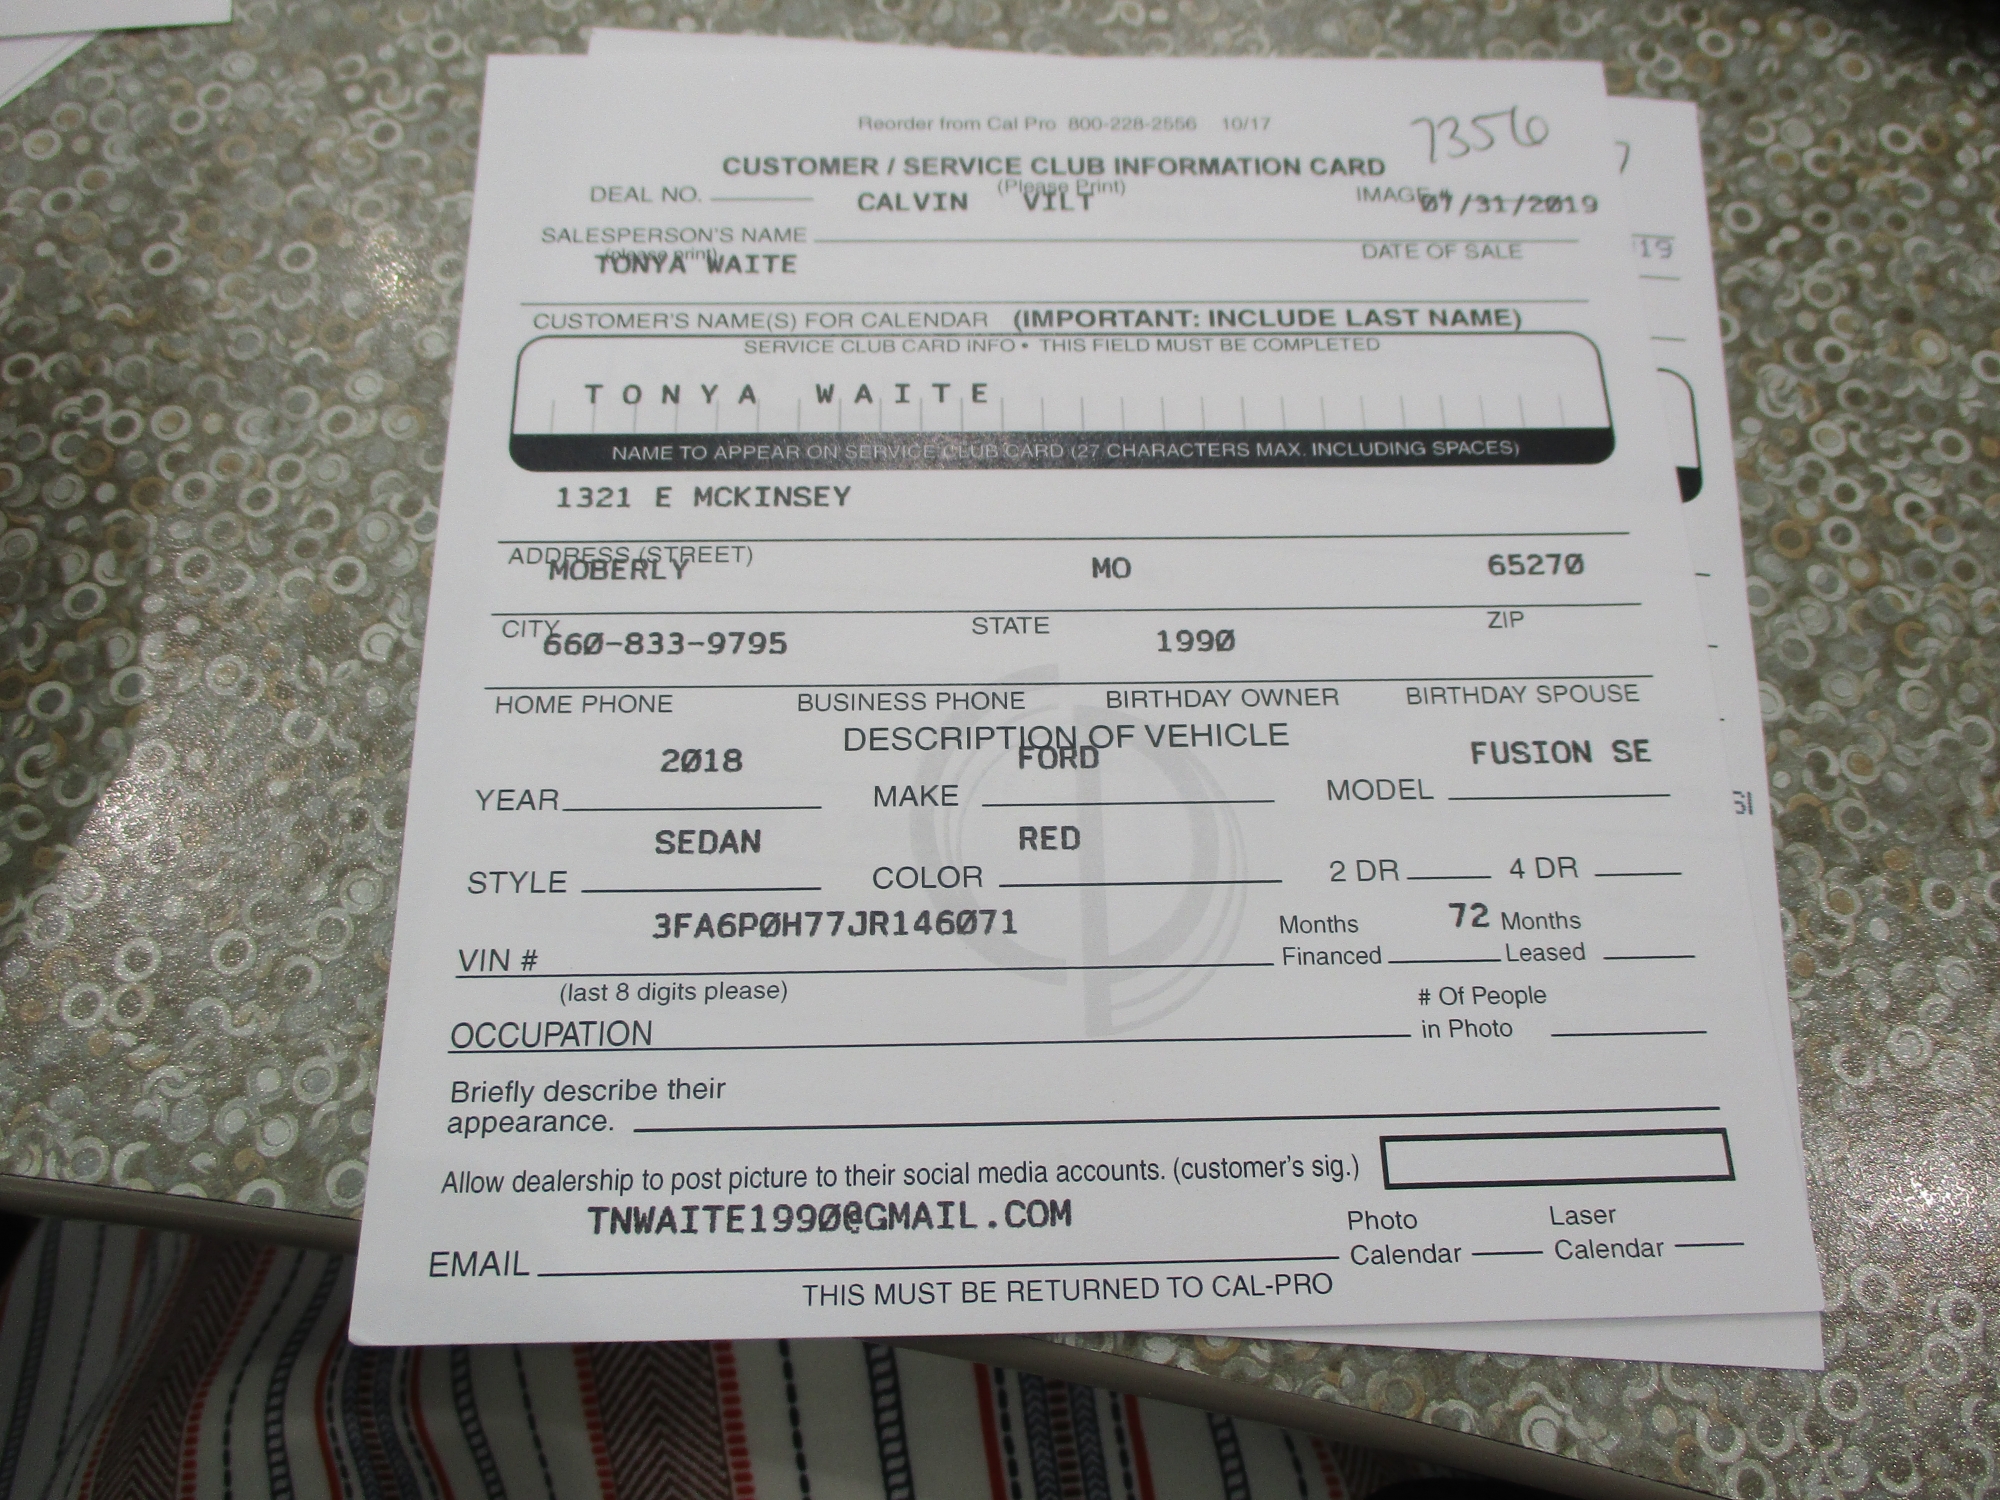 Reorder from Cal Pro 800-228-2556 10/17
7356
CUSTOMER / SERVICE CLUB INFORMATION CARD
(Please Print)
DEAL NO. CALVIN VILT IMAGE # /31/2019
SALESPERSON'S NAME DATE OF SALE
(please print)
TONYA WAITE
CUSTOMER'S NAME(S) FOR CALENDAR (IMPORTANT: INCLUDE LAST NAME)
SERVICE CLUB CARD INFO • THIS FIELD MUST BE COMPLETED
TONYA WAITE
NAME TO APPEAR ON SERVICE CLUB CARD (27 CHARACTERS MAX. INCLUDING SPACES)
1321 E MCKINSEY
ADDRESS (STREET)
MOBERLY MO 65270
CITY STATE ZIP
660-833-9795 1990
HOME PHONE BUSINESS PHONE BIRTHDAY OWNER BIRTHDAY SPOUSE
DESCRIPTION OF VEHICLE
2018 FORD FUSION SE
YEAR MAKE MODEL
SEDAN RED
STYLE COLOR 2 DR 4 DR
3FA6P0H77JR146071 Months 72 Months
VIN # Financed Leased
(last 8 digits please) # Of People
OCCUPATION in Photo
Briefly describe their
appearance.
Allow dealership to post picture to their social media accounts. (customer's sig.)
TNWAITE1990@GMAIL.COM Photo Laser
EMAIL Calendar Calendar
THIS MUST BE RETURNED TO CAL-PRO
7
19